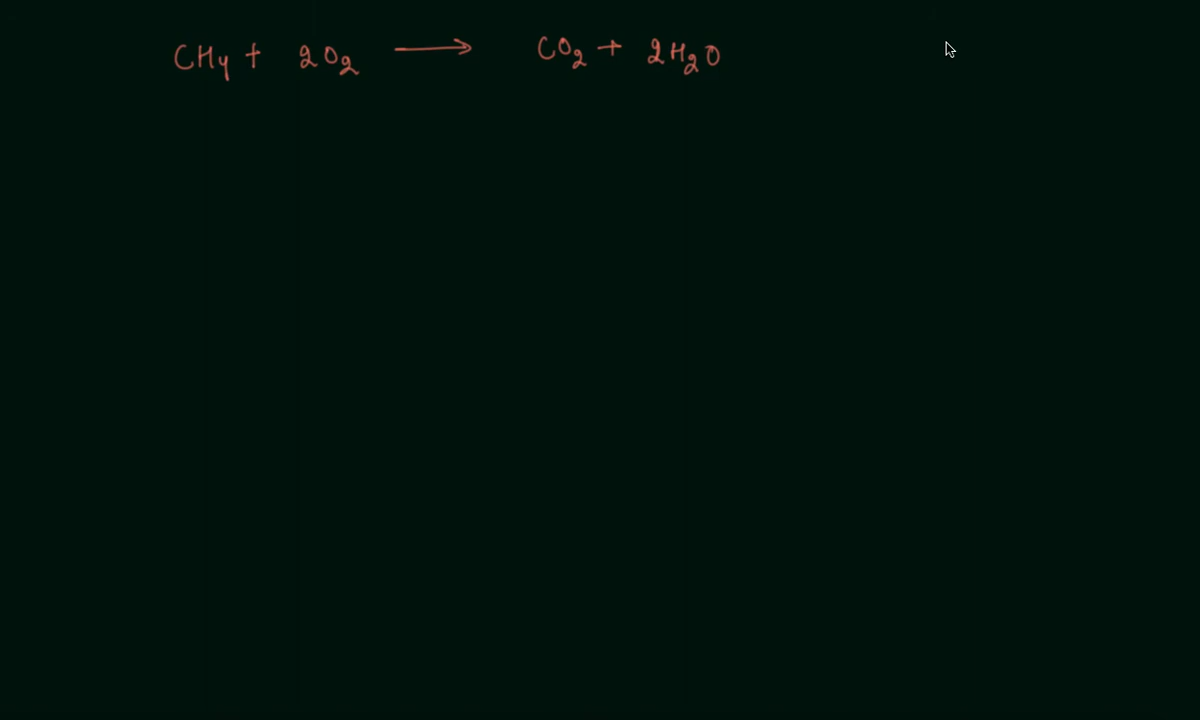 CH₄ + 2O₂ ⟶ CO₂ + 2H₂O